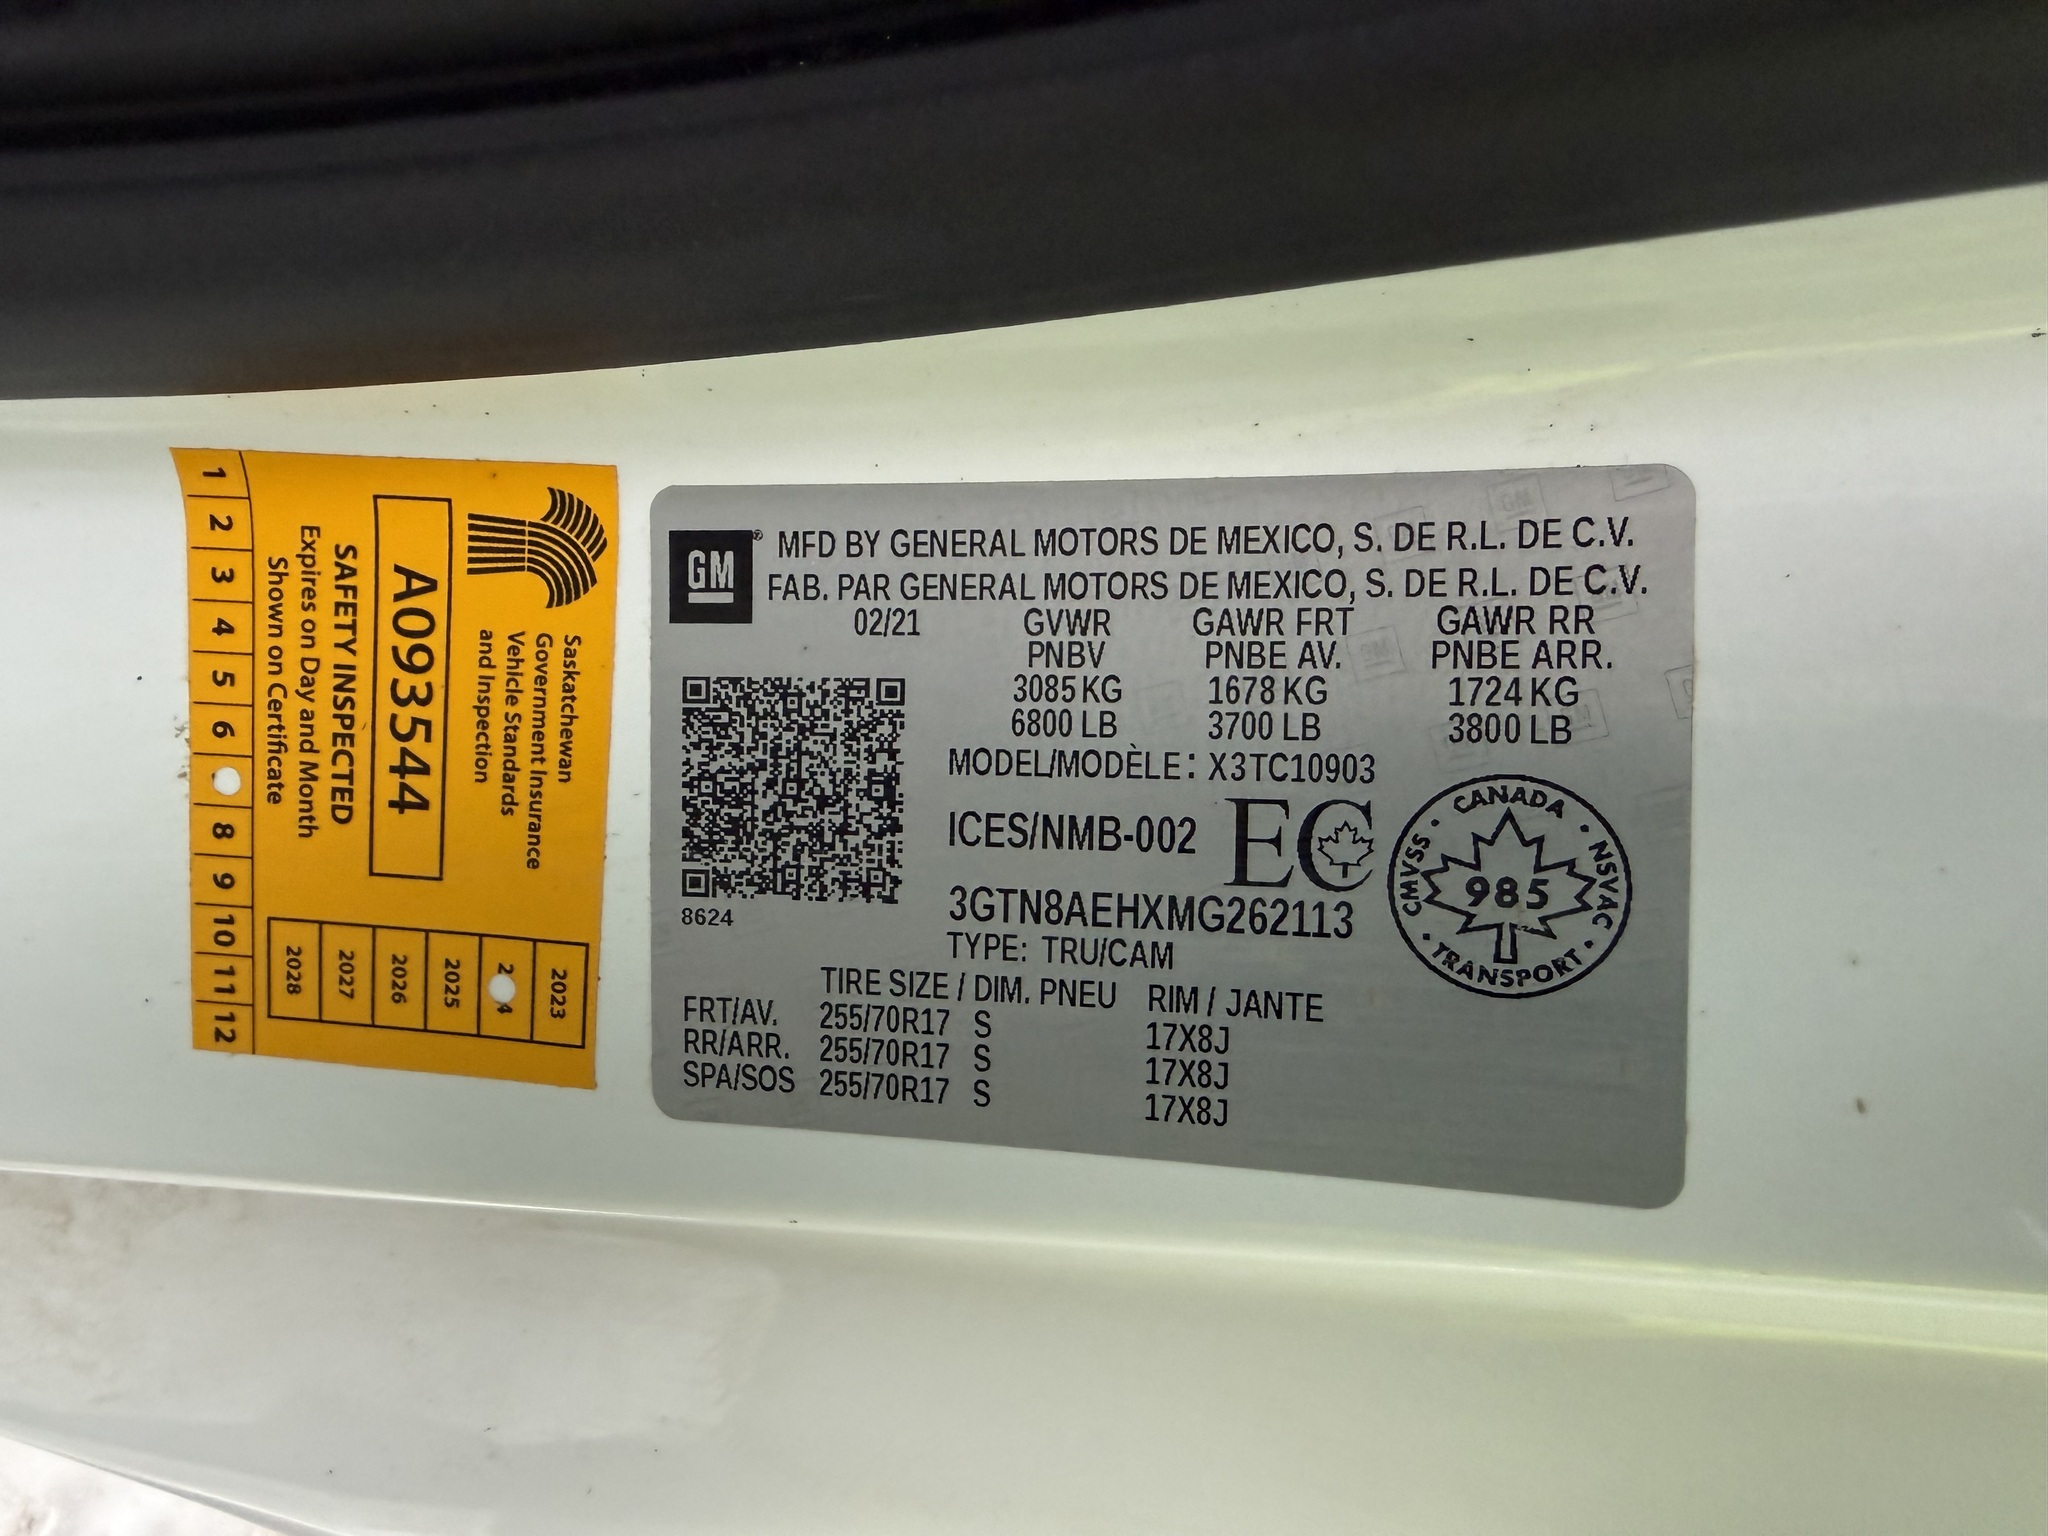 Saskatchewan
Government Insurance
Vehicle Standards
and Inspection
A093544
SAFETY INSPECTED
Expires on Day and Month
Shown on Certificate
2023
2 4
2025
2026
2027
2028
1 2 3 4 5 6 8 9 10 11 12
GM
MFD BY GENERAL MOTORS DE MEXICO, S. DE R.L. DE C.V.
FAB. PAR GENERAL MOTORS DE MEXICO, S. DE R.L. DE C.V.
02/21 GVWR GAWR FRT GAWR RR
PNBV PNBE AV. PNBE ARR.
3085 KG 1678 KG 1724 KG
6800 LB 3700 LB 3800 LB
MODEL/MODÈLE: X3TC10903
ICES/NMB-002 EC
CANADA · NSVAC · TRANSPORT · CMVSS ·
985
3GTN8AEHXMG262113
8624
TYPE: TRU/CAM
TIRE SIZE / DIM. PNEU RIM / JANTE
FRT/AV. 255/70R17 S 17X8J
RR/ARR. 255/70R17 S 17X8J
SPA/SOS 255/70R17 S 17X8J